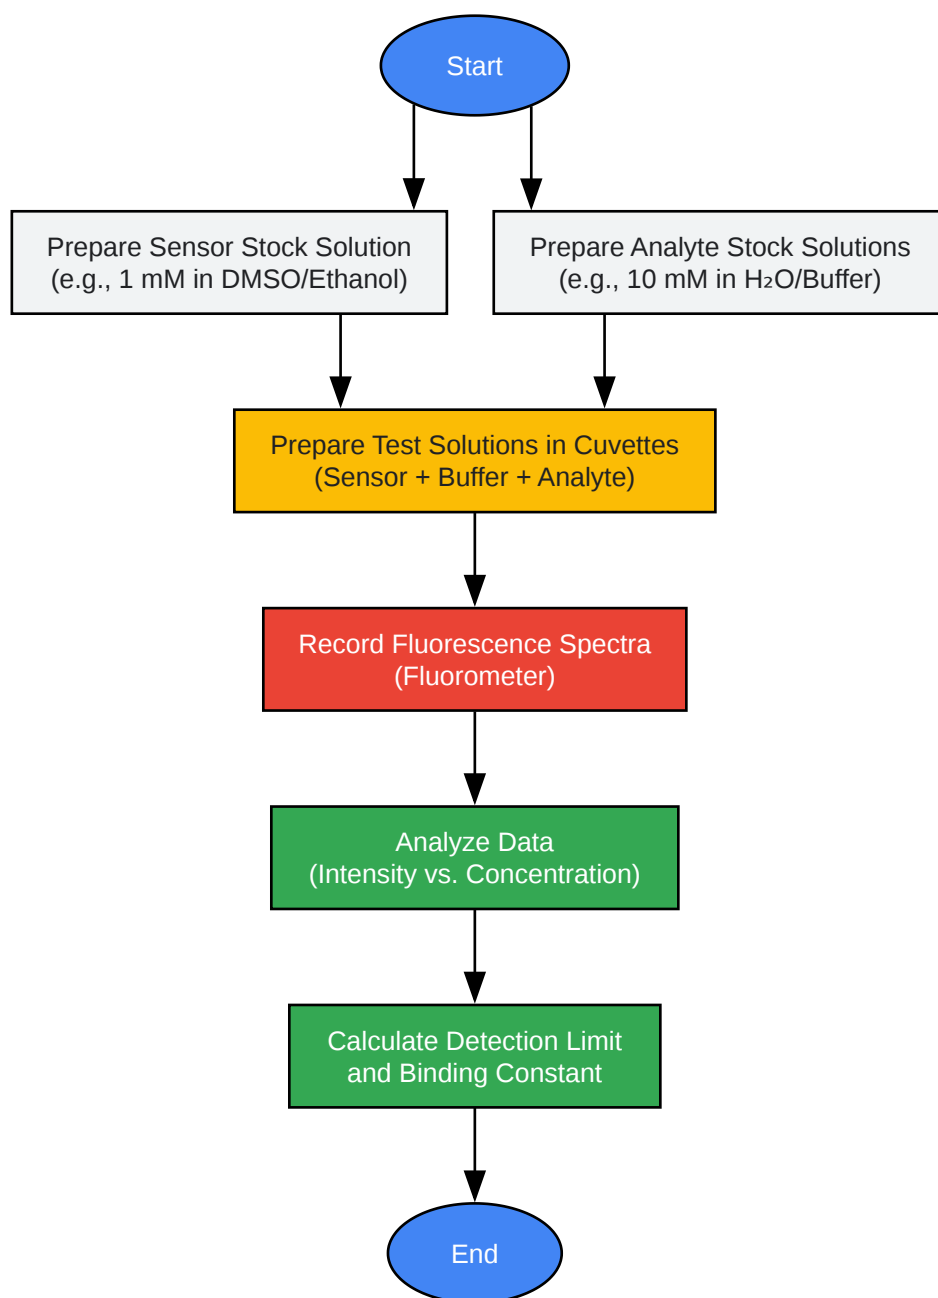 Start
Prepare Sensor Stock Solution
(e.g., 1 mM in DMSO/Ethanol)
Prepare Analyte Stock Solutions
(e.g., 10 mM in H₂O/Buffer)
Prepare Test Solutions in Cuvettes
(Sensor + Buffer + Analyte)
Record Fluorescence Spectra
(Fluorometer)
Analyze Data
(Intensity vs. Concentration)
Calculate Detection Limit
and Binding Constant
End